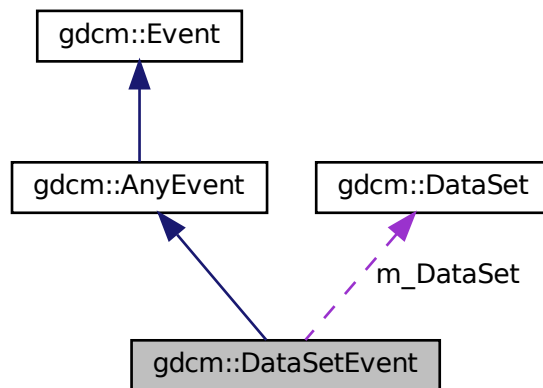 gdcm::Event
gdcm::AnyEvent
gdcm::DataSet
m_DataSet
gdcm::DataSetEvent